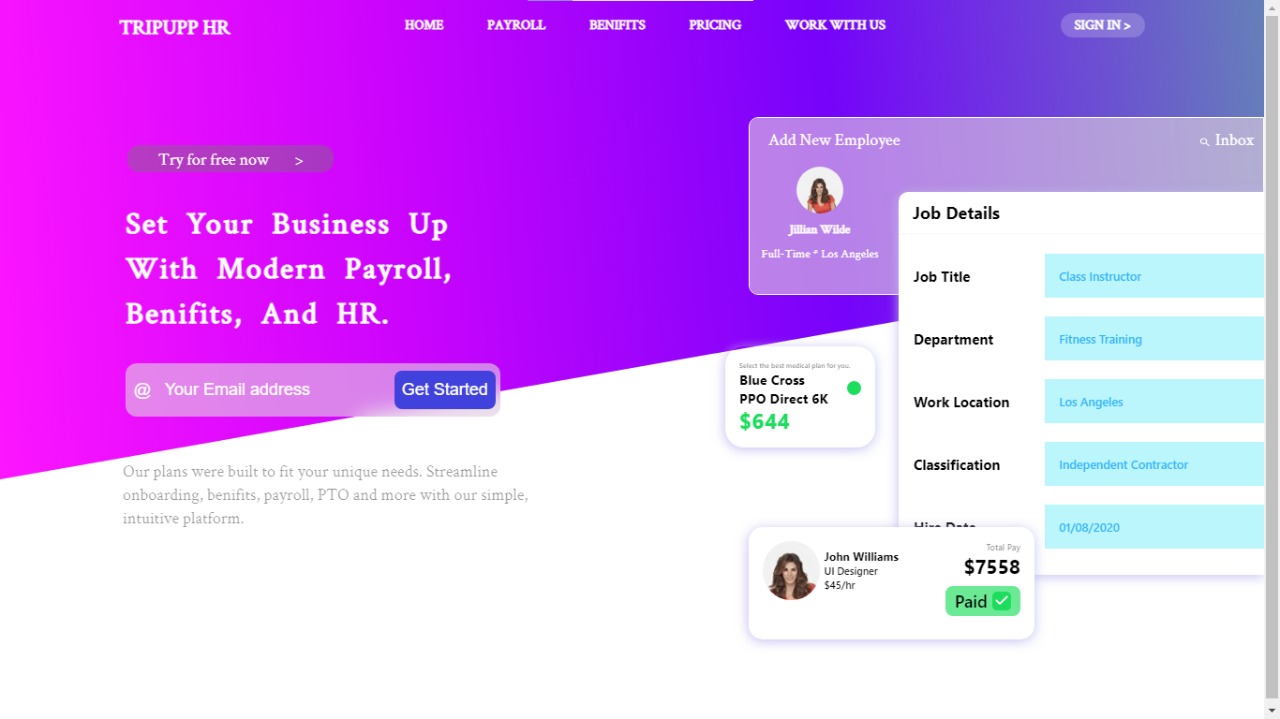 TRIPUPP HR
HOME
PAYROLL
BENIFITS
PRICING
WORK WITH US
SIGN IN >
Try for free now >
Set Your Business Up
With Modern Payroll,
Benifits, And HR.
@ Your Email address
Get Started
Our plans were built to fit your unique needs. Streamline
onboarding, benifits, payroll, PTO and more with our simple,
intuitive platform.
Add New Employee
Inbox
Jillian Wilde
Full-Time * Los Angeles
Job Details
Job Title
Class Instructor
Department
Fitness Training
Work Location
Los Angeles
Classification
Independent Contractor
Hire Date
01/08/2020
Select the best medical plan for you.
Blue Cross
PPO Direct 6K
$644
John Williams
UI Designer
$45/hr
Total Pay
$7558
Paid